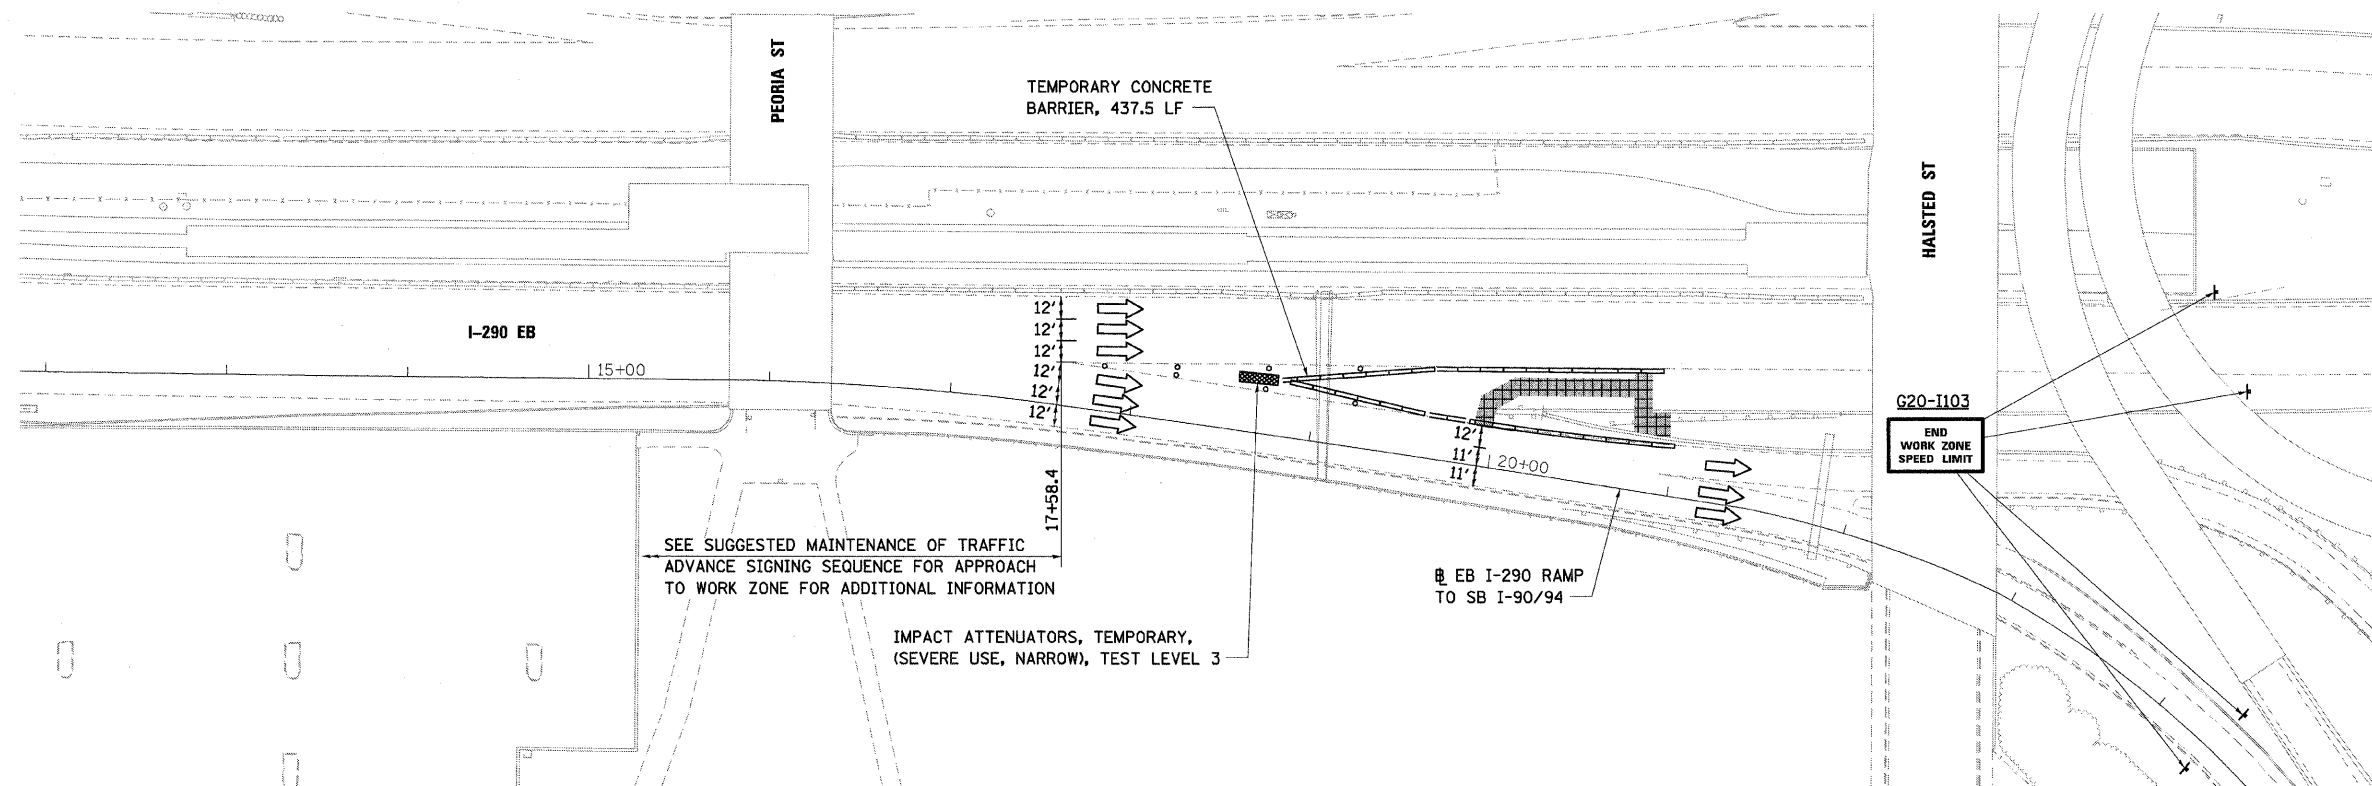 PEORIA ST
TEMPORARY CONCRETE
BARRIER, 437.5 LF
HALSTED ST
I-290 EB
15+00
12'
12'
12'
12'
12'
12'
17+58.4
12'
11'
11'
20+00
G20-I103
END
WORK ZONE
SPEED LIMIT
SEE SUGGESTED MAINTENANCE OF TRAFFIC
ADVANCE SIGNING SEQUENCE FOR APPROACH
TO WORK ZONE FOR ADDITIONAL INFORMATION
℄ EB I-290 RAMP
TO SB I-90/94
IMPACT ATTENUATORS, TEMPORARY,
(SEVERE USE, NARROW), TEST LEVEL 3